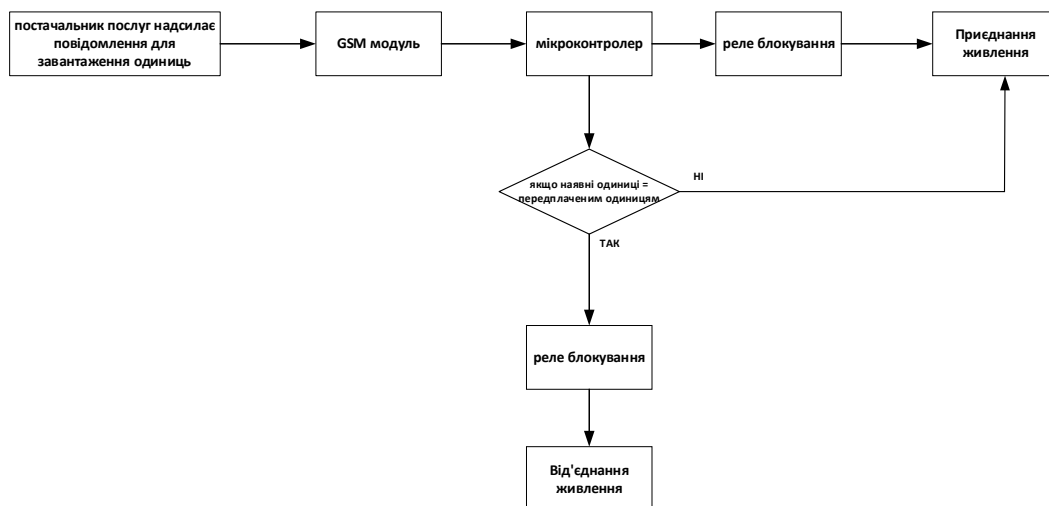 постачальник послуг надсилає
повідомлення для
завантаження одиниць
GSM модуль
мікроконтролер
реле блокування
Приєднання
живлення
якщо наявні одиниці =
передплаченим одиницям
НІ
ТАК
реле блокування
Від'єднання
живлення